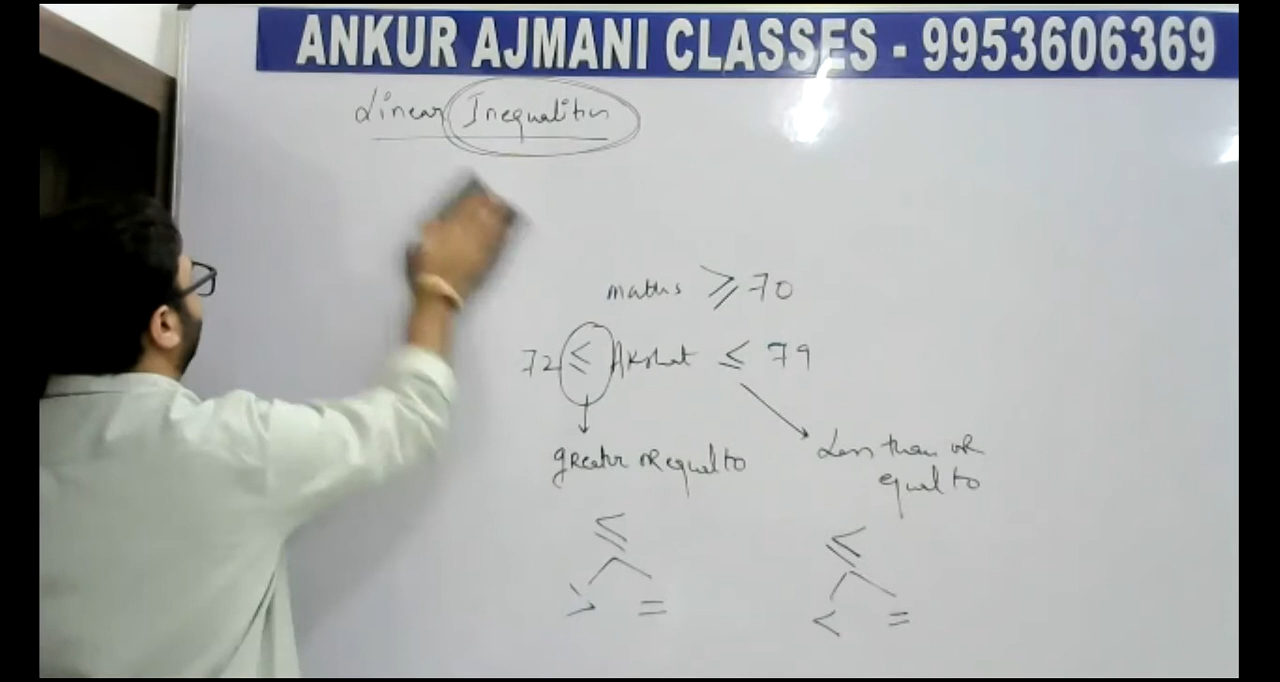 ANKUR AJMANI CLASSES - 9953606369
Linear Inequalities
maths ≥ 70
72 ≤ Akshat ≤ 79
greater or equal to
Less than or
equal to
≤ ≤
> = < =